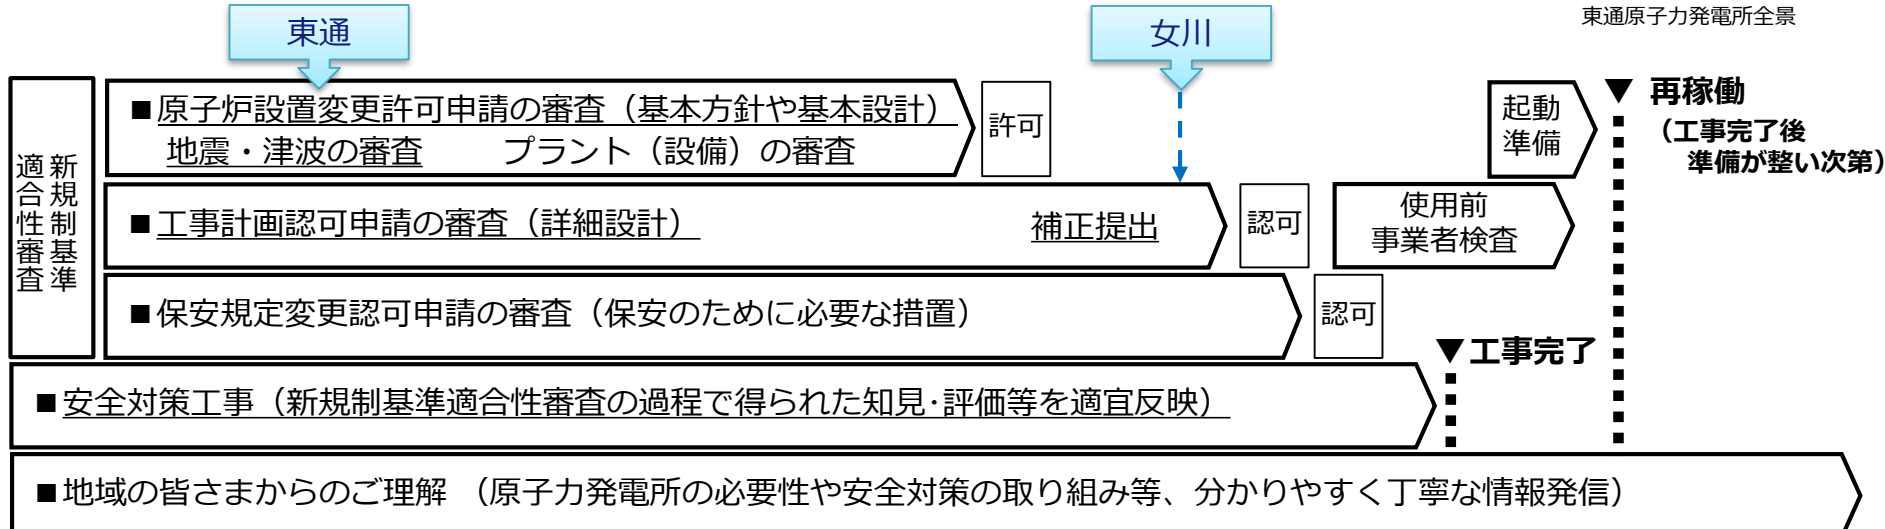 東通
女川
東通原子力発電所全景
新規制基準
適合性審査
■原子炉設置変更許可申請の審査（基本方針や基本設計）
地震・津波の審査　　プラント（設備）の審査
許可
起動
準備
▼ 再稼働
（工事完了後
準備が整い次第）
■工事計画認可申請の審査（詳細設計）　　補正提出
認可
使用前
事業者検査
■保安規定変更認可申請の審査（保安のために必要な措置）
認可
▼工事完了
■安全対策工事（新規制基準適合性審査の過程で得られた知見･評価等を適宜反映）
■地域の皆さまからのご理解 （原子力発電所の必要性や安全対策の取り組み等、分かりやすく丁寧な情報発信）